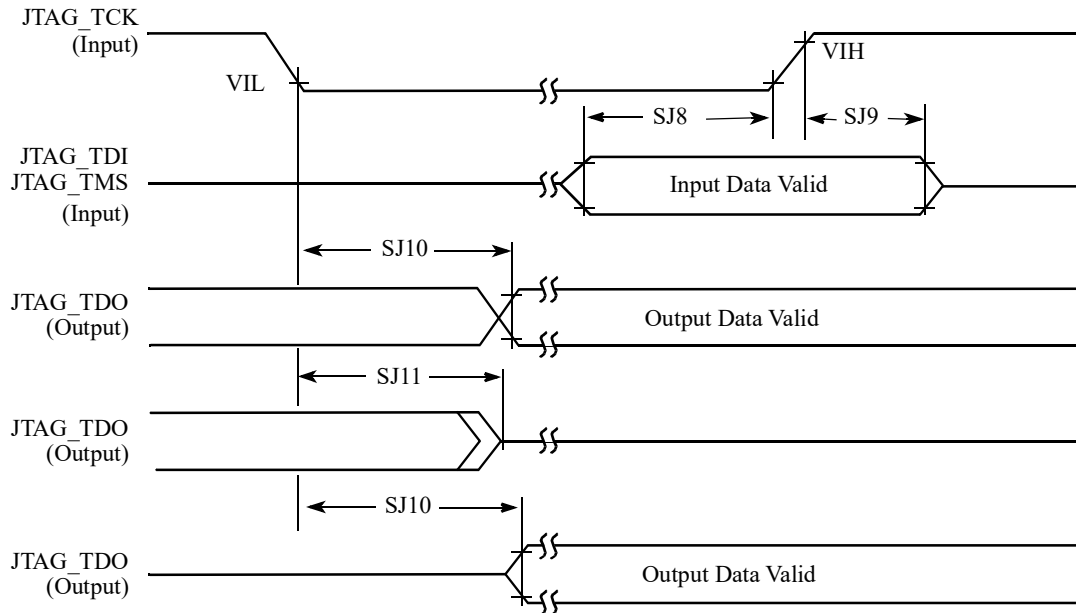 JTAG_TCK
(Input)
VIL
VIH
SJ8
SJ9
JTAG_TDI
JTAG_TMS
(Input)
Input Data Valid
SJ10
JTAG_TDO
(Output)
Output Data Valid
SJ11
JTAG_TDO
(Output)
SJ10
JTAG_TDO
(Output)
Output Data Valid